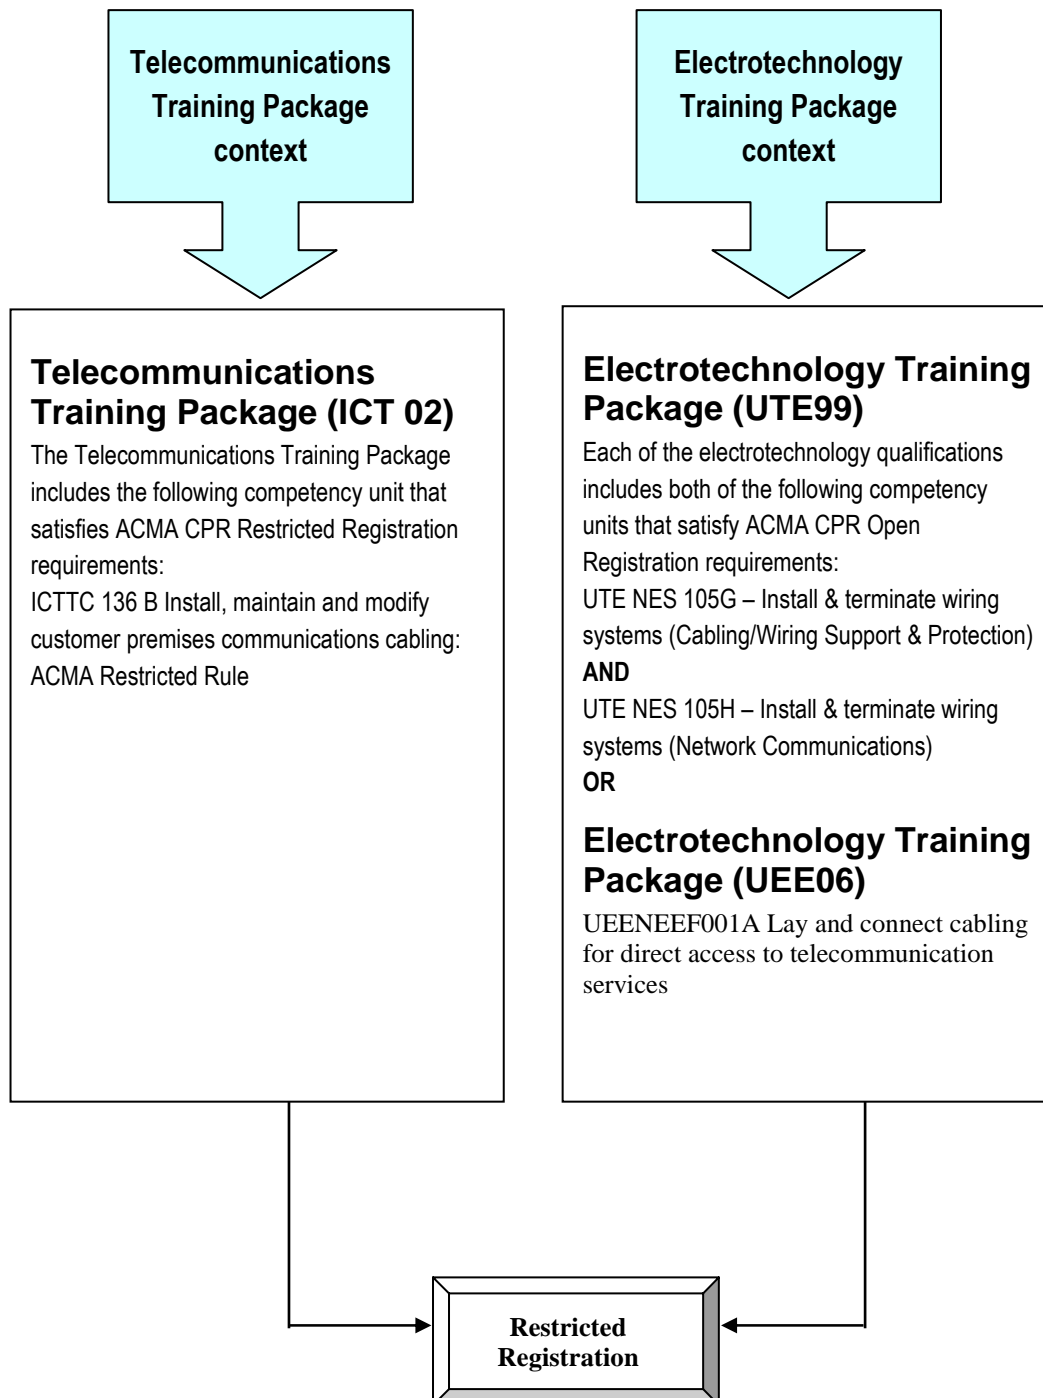 Telecommunications
Training Package
context
Electrotechnology
Training Package
context
Telecommunications
Training Package (ICT 02)
The Telecommunications Training Package
includes the following competency unit that
satisfies ACMA CPR Restricted Registration
requirements:
ICTTC 136 B Install, maintain and modify
customer premises communications cabling:
ACMA Restricted Rule
Electrotechnology Training
Package (UTE99)
Each of the electrotechnology qualifications
includes both of the following competency
units that satisfy ACMA CPR Open
Registration requirements:
UTE NES 105G – Install & terminate wiring
systems (Cabling/Wiring Support & Protection)
AND
UTE NES 105H – Install & terminate wiring
systems (Network Communications)
OR
Electrotechnology Training
Package (UEE06)
UEENEEF001A Lay and connect cabling
for direct access to telecommunication
services
Restricted
Registration